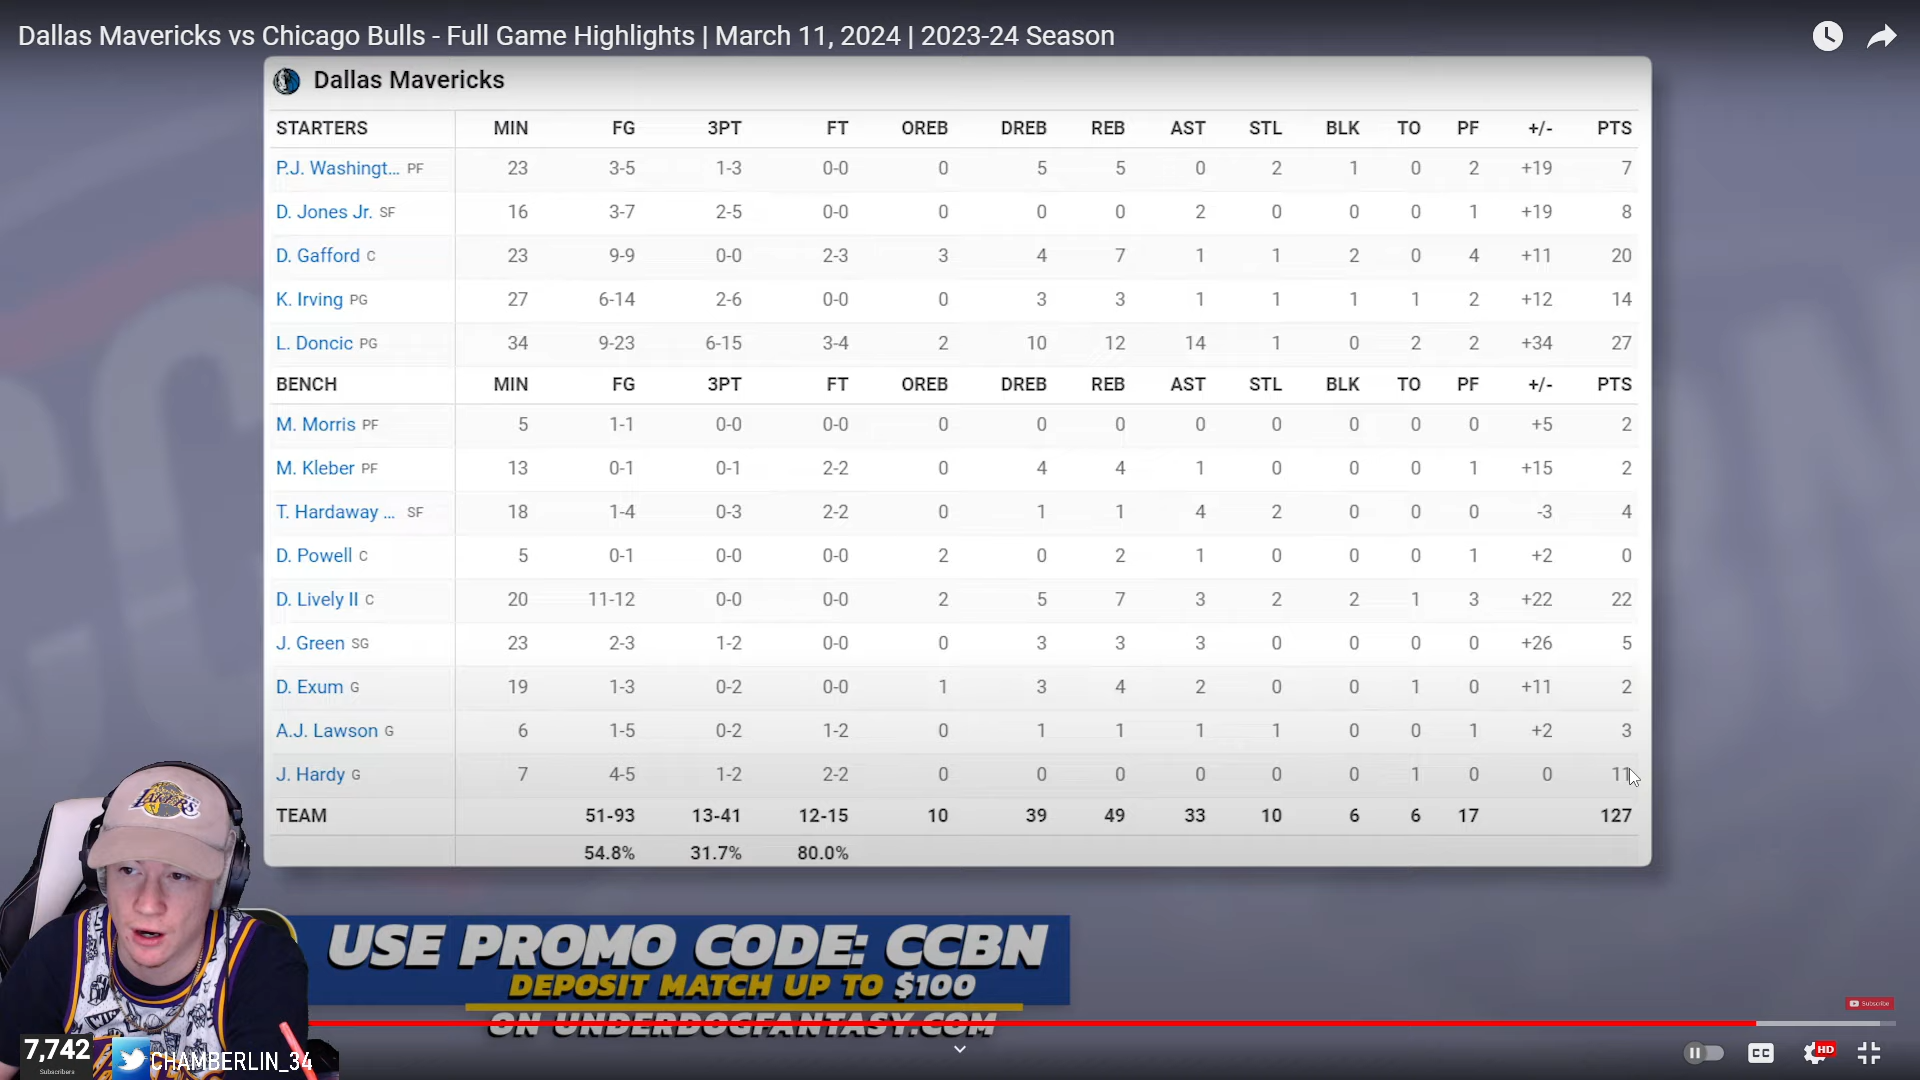 Dallas Mavericks vs Chicago Bulls - Full Game Highlights | March 11, 2024 | 2023-24 Season
Dallas Mavericks
STARTERS MIN FG 3PT FT OREB DREB REB AST STL BLK TO PF +/- PTS
P.J. Washingt... PF 23 3-5 1-3 0-0 0 5 5 0 2 1 0 2 +19 7
D. Jones Jr. SF 16 3-7 2-5 0-0 0 0 0 2 0 0 0 1 +19 8
D. Gafford C 23 9-9 0-0 2-3 3 4 7 1 1 2 0 4 +11 20
K. Irving PG 27 6-14 2-6 0-0 0 3 3 1 1 1 1 2 +12 14
L. Doncic PG 34 9-23 6-15 3-4 2 10 12 14 1 0 2 2 +34 27
BENCH MIN FG 3PT FT OREB DREB REB AST STL BLK TO PF +/- PTS
M. Morris PF 5 1-1 0-0 0-0 0 0 0 0 0 0 0 0 +5 2
M. Kleber PF 13 0-1 0-1 2-2 0 4 4 1 0 0 0 1 +15 2
T. Hardaway ... SF 18 1-4 0-3 2-2 0 1 1 4 2 0 0 0 -3 4
D. Powell C 5 0-1 0-0 0-0 2 0 2 1 0 0 0 1 +2 0
D. Lively II C 20 11-12 0-0 0-0 2 5 7 3 2 2 1 3 +22 22
J. Green SG 23 2-3 1-2 0-0 0 3 3 3 0 0 0 0 +26 5
D. Exum G 19 1-3 0-2 0-0 1 3 4 2 0 0 1 0 +11 2
A.J. Lawson G 6 1-5 0-2 1-2 0 1 1 1 1 0 0 1 +2 3
J. Hardy G 7 4-5 1-2 2-2 0 0 0 0 0 0 1 0 0 11
TEAM 51-93 13-41 12-15 10 39 49 33 10 6 6 17 127
54.8% 31.7% 80.0%
LAKERS
USE PROMO CODE: CCBN
DEPOSIT MATCH UP TO $100
ON UNDERDOGFANTASY.COM
Subscribe
7,742
Subscribers
CHAMBERLIN_34
CC
HD